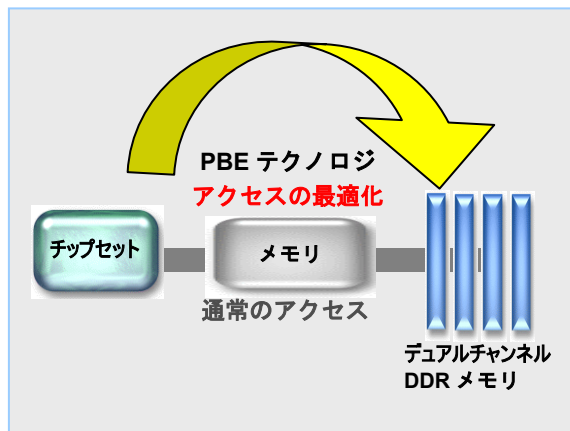 PBE テクノロジ
アクセスの最適化
チップセット
メモリ
通常のアクセス
デュアルチャンネル
DDR メモリ